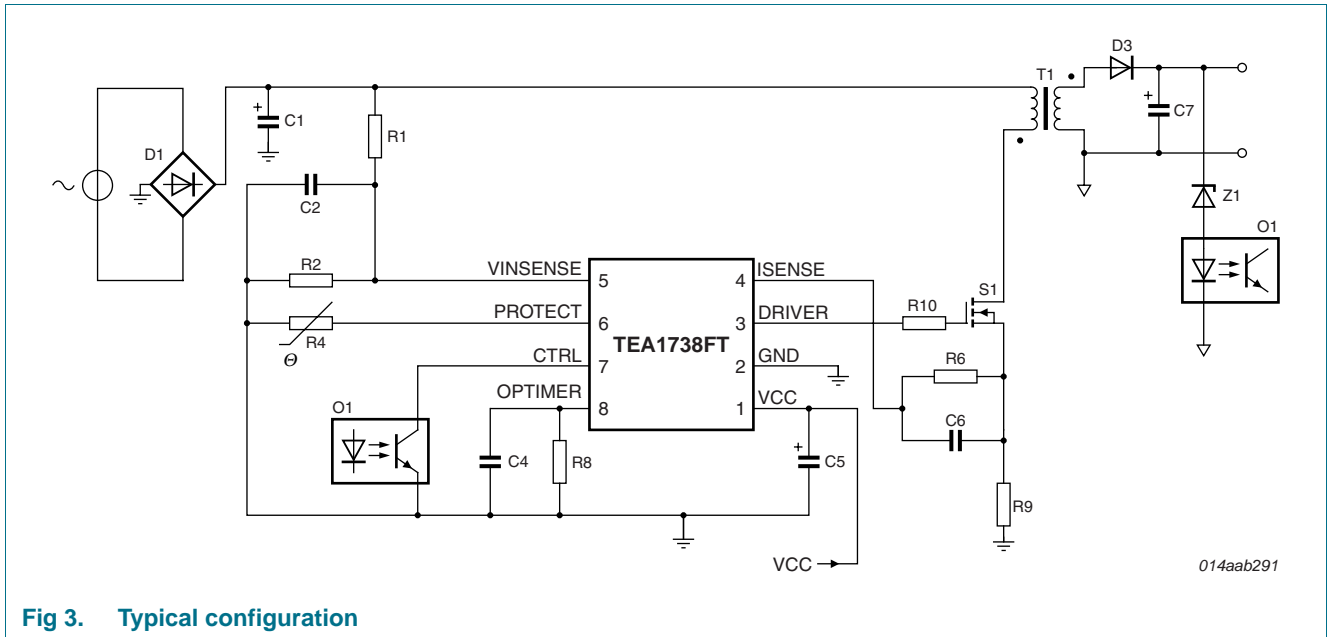 D3
T1
+
C1
R1
+
C7
D1
~
C2
Z1
O1
R2
VINSENSE
5
4
ISENSE
S1
R10
PROTECT
6
3
DRIVER
R4
Θ
TEA1738FT
CTRL
7
2
GND
R6
OPTIMER
8
1
VCC
C6
O1
C4
R8
+
C5
R9
VCC
014aab291
Fig 3. Typical configuration